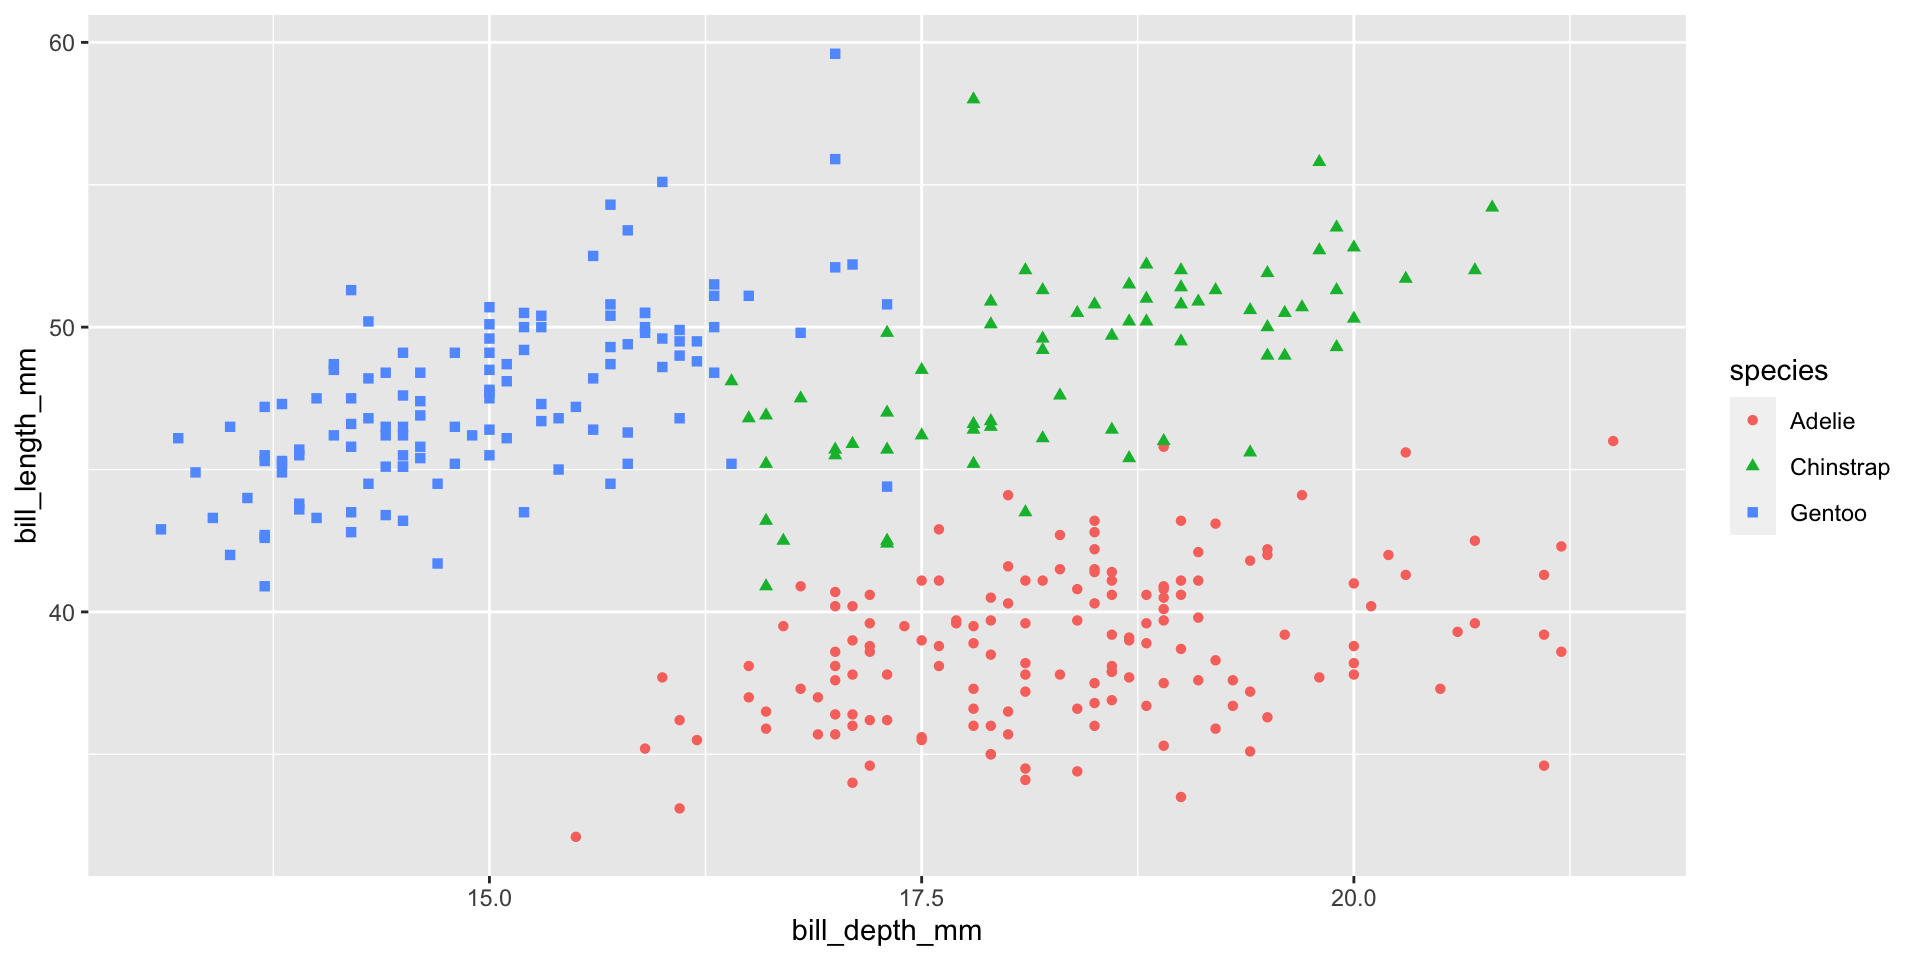 60
50
40
bill_length_mm
15.0
17.5
20.0
bill_depth_mm
species
Adelie
Chinstrap
Gentoo